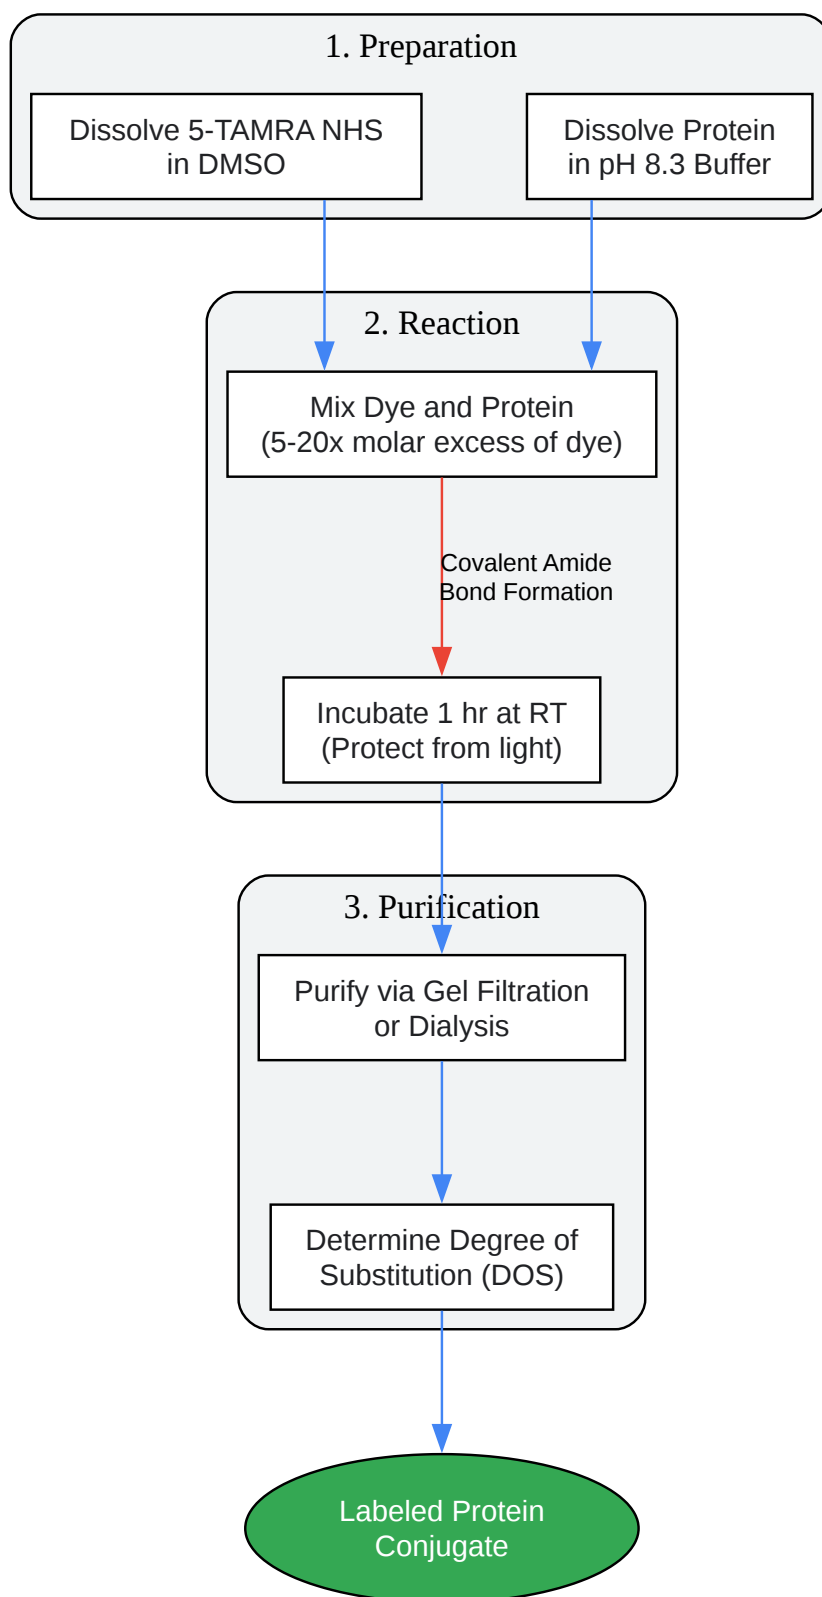 1. Preparation
Dissolve 5-TAMRA NHS
in DMSO
Dissolve Protein
in pH 8.3 Buffer
2. Reaction
Mix Dye and Protein
(5-20x molar excess of dye)
Covalent Amide
Bond Formation
Incubate 1 hr at RT
(Protect from light)
3. Purification
Purify via Gel Filtration
or Dialysis
Determine Degree of
Substitution (DOS)
Labeled Protein
Conjugate